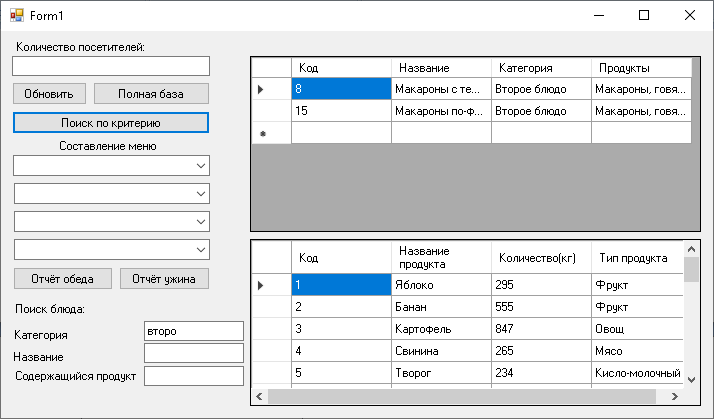 Form1
Количество посетителей:
Обновить Полная база
Поиск по критерию
Составление меню
Отчёт обеда Отчёт ужина
Поиск блюда:
Категория второ
Название
Содержащийся продукт
Код Название Категория Продукты
8 Макароны с те... Второе блюдо Макароны, говя...
15 Макароны по-ф... Второе блюдо Макароны, говя...
Код Название продукта Количество(кг) Тип продукта
1 Яблоко 295 Фрукт
2 Банан 555 Фрукт
3 Картофель 847 Овощ
4 Свинина 265 Мясо
5 Творог 234 Кисло-молочный